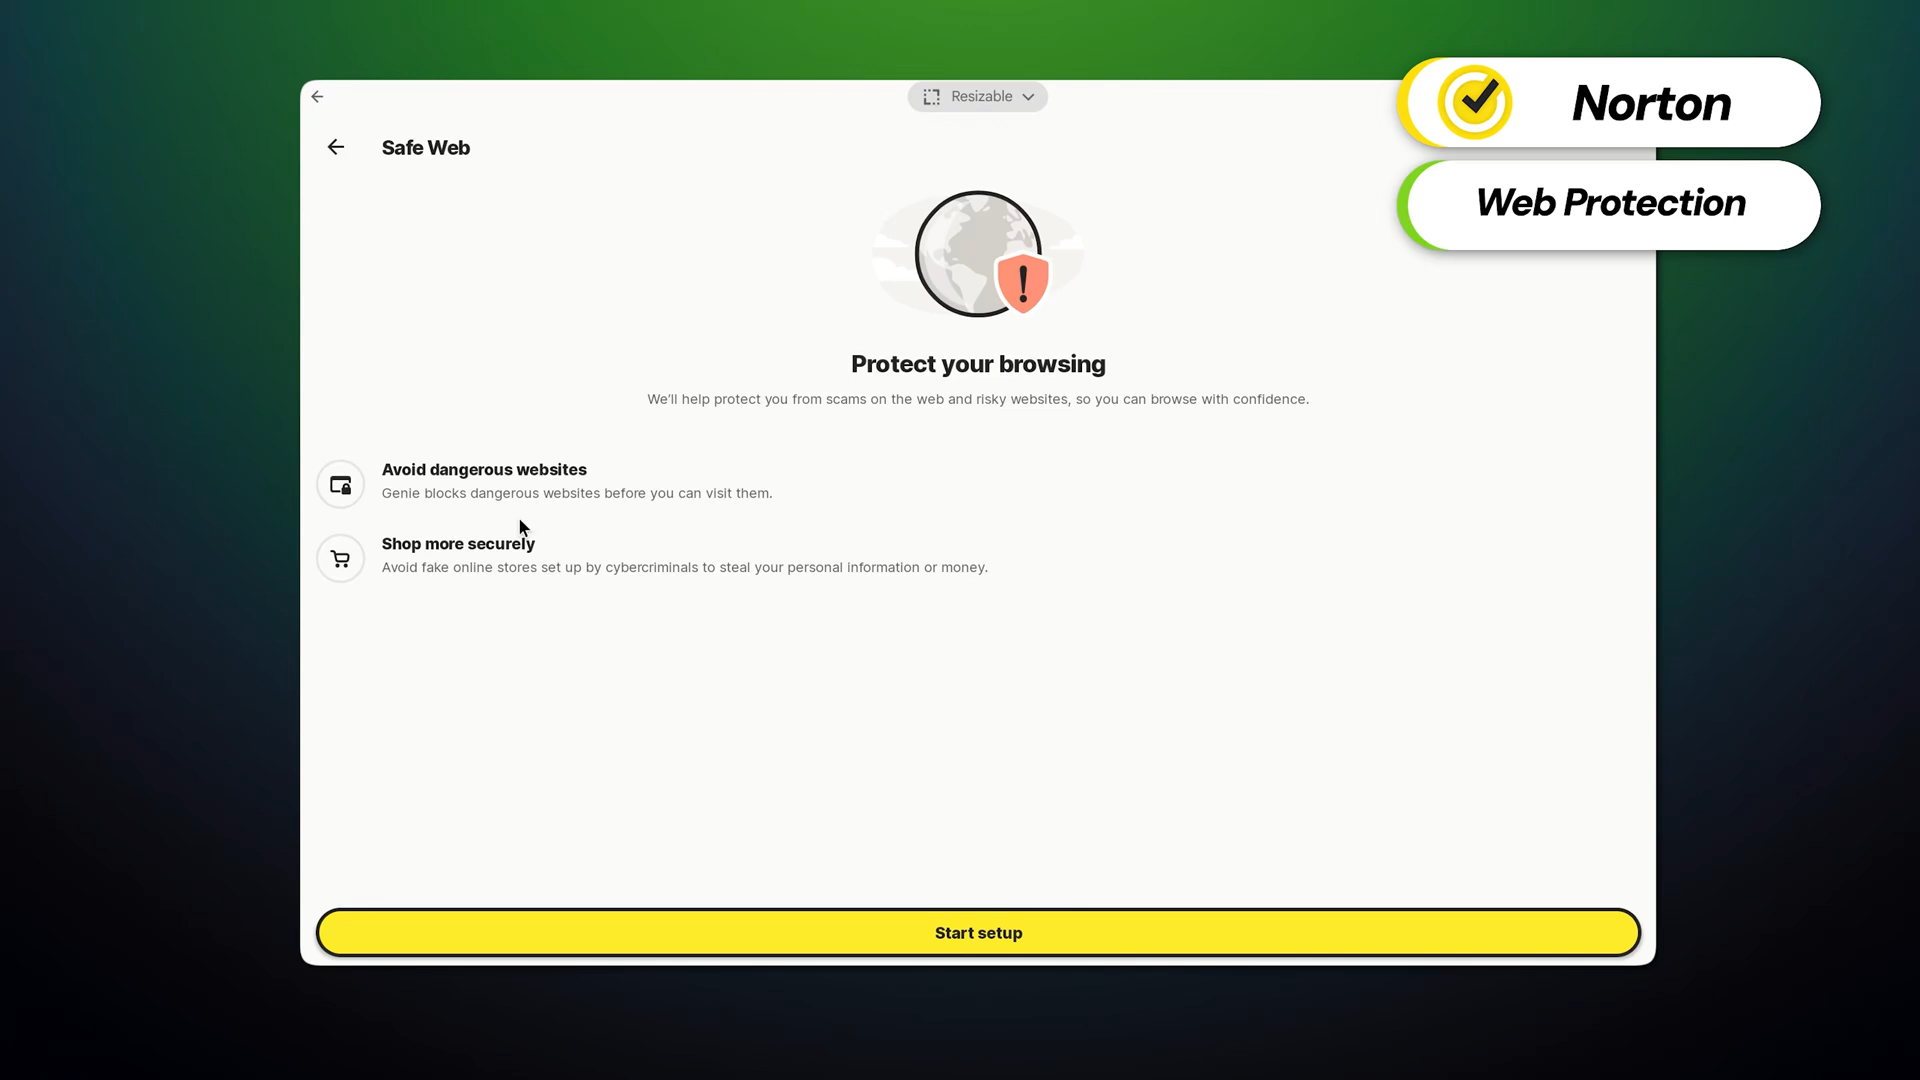 Resizable
Norton
Safe Web
Web Protection
Protect your browsing
We'll help protect you from scams on the web and risky websites, so you can browse with confidence.
Avoid dangerous websites
Genie blocks dangerous websites before you can visit them.
Shop more securely
Avoid fake online stores set up by cybercriminals to steal your personal information or money.
Start setup